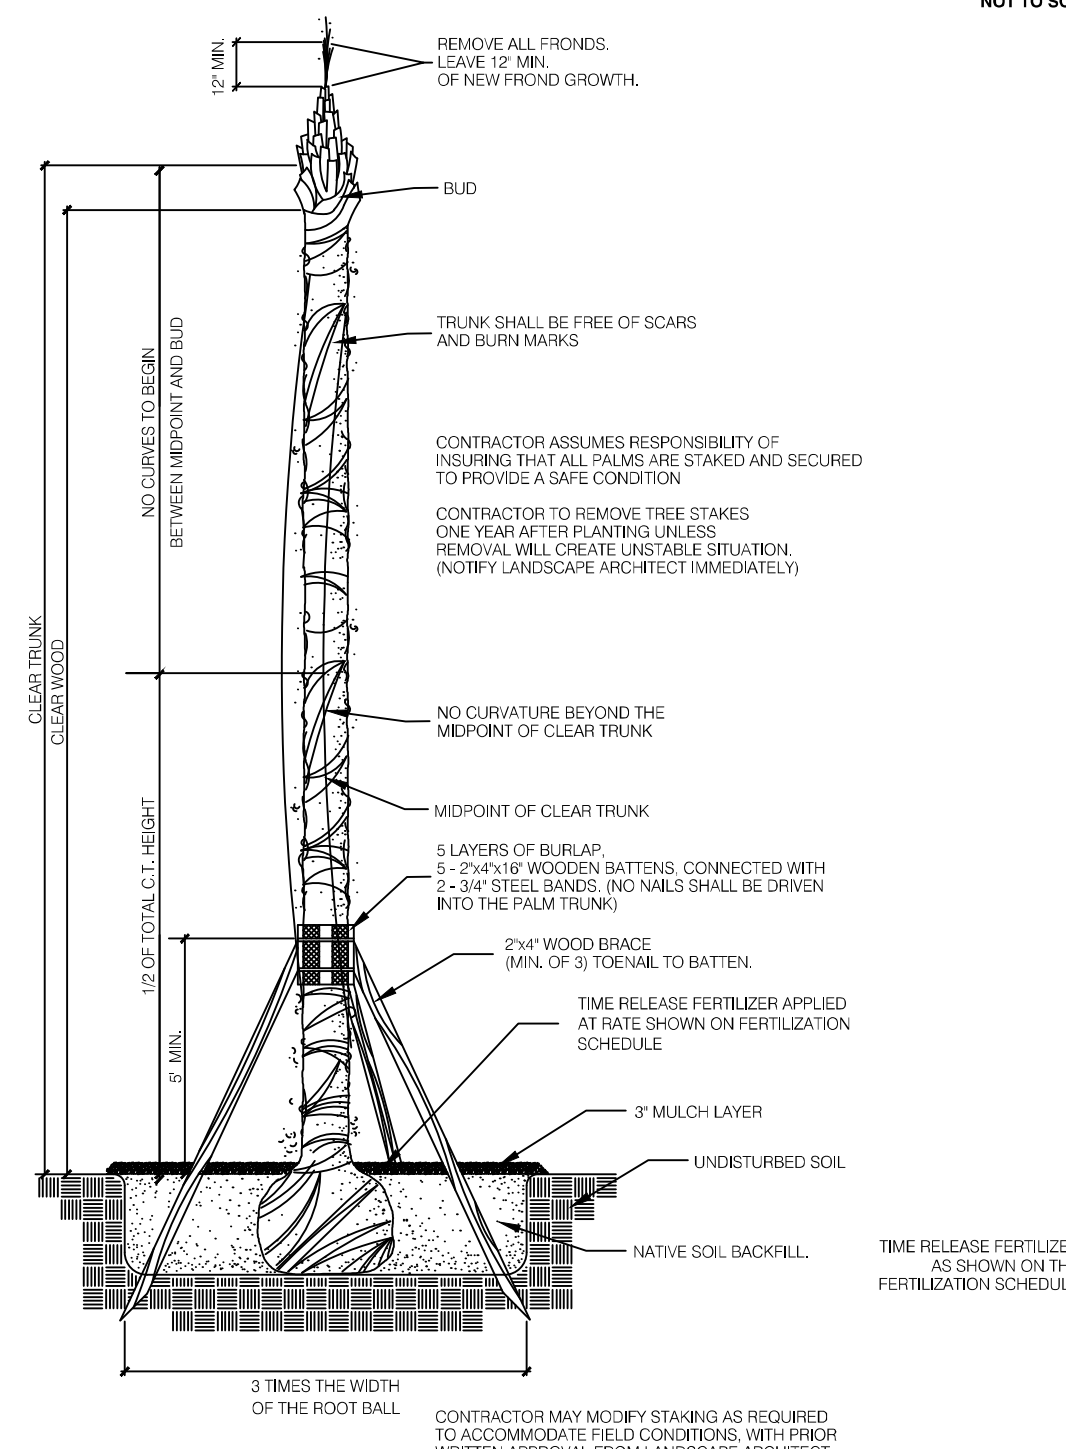 NOT TO SC
12" MIN.
REMOVE ALL FRONDS.
LEAVE 12" MIN.
OF NEW FROND GROWTH.
BUD
TRUNK SHALL BE FREE OF SCARS
AND BURN MARKS
NO CURVES TO BEGIN
BETWEEN MIDPOINT AND BUD
CONTRACTOR ASSUMES RESPONSIBILITY OF
INSURING THAT ALL PALMS ARE STAKED AND SECURED
TO PROVIDE A SAFE CONDITION
CONTRACTOR TO REMOVE TREE STAKES
ONE YEAR AFTER PLANTING UNLESS
REMOVAL WILL CREATE UNSTABLE SITUATION.
(NOTIFY LANDSCAPE ARCHITECT IMMEDIATELY)
CLEAR TRUNK
CLEAR WOOD
NO CURVATURE BEYOND THE
MIDPOINT OF CLEAR TRUNK
MIDPOINT OF CLEAR TRUNK
1/2 OF TOTAL C.T. HEIGHT
5 LAYERS OF BURLAP,
5 - 2"x4"x16" WOODEN BATTENS, CONNECTED WITH
2 - 3/4" STEEL BANDS. (NO NAILS SHALL BE DRIVEN
INTO THE PALM TRUNK)
2"x4" WOOD BRACE
(MIN. OF 3) TOENAIL TO BATTEN.
5' MIN.
TIME RELEASE FERTILIZER APPLIED
AT RATE SHOWN ON FERTILIZATION
SCHEDULE
3" MULCH LAYER
UNDISTURBED SOIL
NATIVE SOIL BACKFILL.
TIME RELEASE FERTILIZE
AS SHOWN ON TH
FERTILIZATION SCHEDUL
3 TIMES THE WIDTH
OF THE ROOT BALL
CONTRACTOR MAY MODIFY STAKING AS REQUIRED
TO ACCOMMODATE FIELD CONDITIONS, WITH PRIOR
WRITTEN APPROVAL FROM LANDSCAPE ARCHITECT